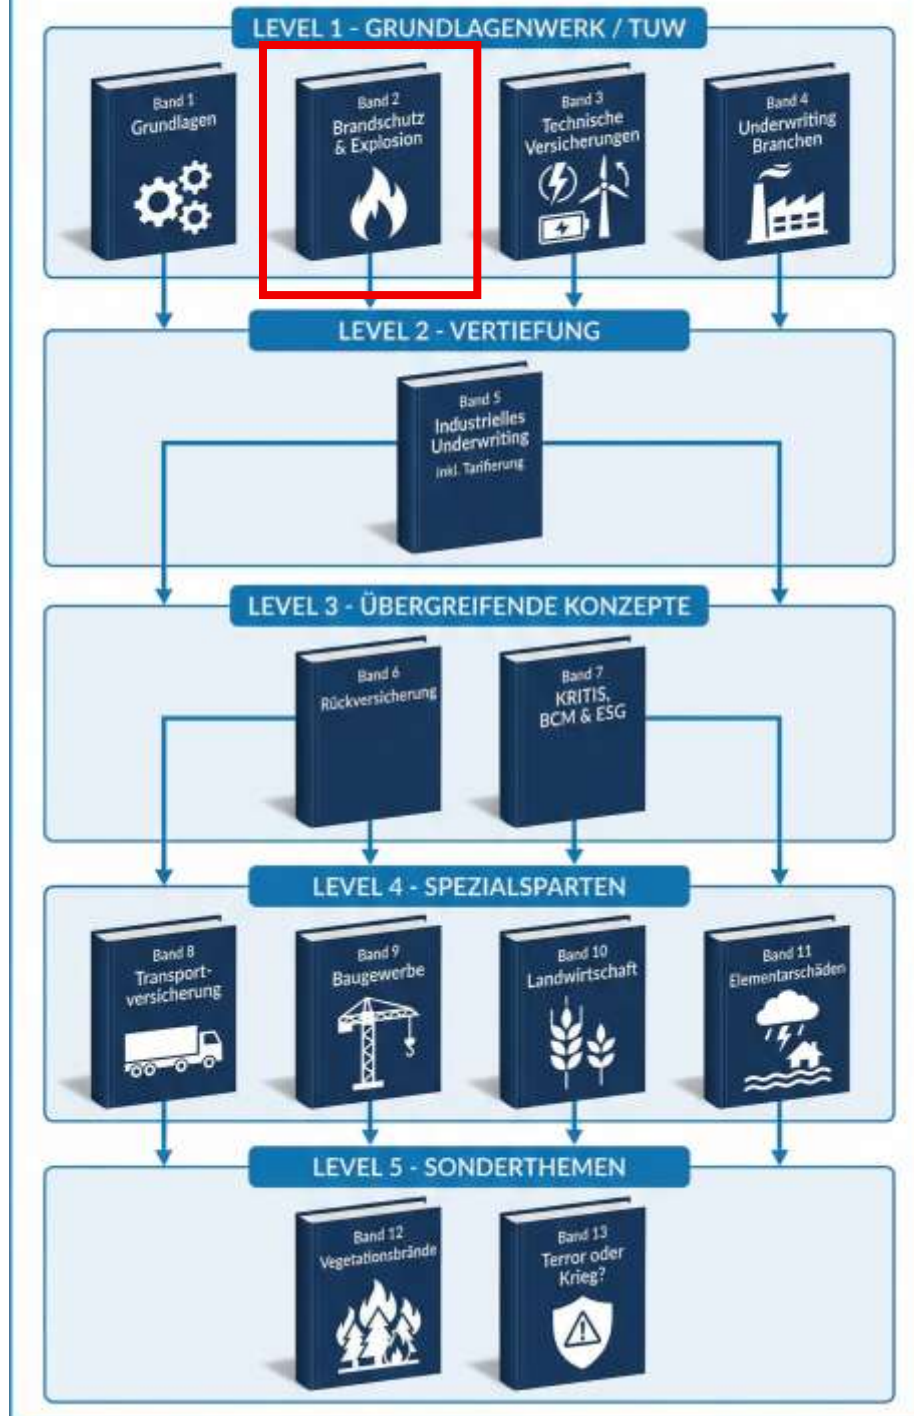 LEVEL 1 - GRUNDLAGENWERK / TUW
Band 1
Grundlagen
Band 2
Brandschutz
& Explosion
Band 3
Technische
Versicherungen
Band 4
Underwriting
Branchen
LEVEL 2 - VERTIEFUNG
Band 5
Industrielles
Underwriting
inkl. Tarifierung
LEVEL 3 - ÜBERGREIFENDE KONZEPTE
Band 6
Rückversicherung
Band 7
KRITIS,
BCM & ESG
LEVEL 4 - SPEZIALSPARTEN
Band 8
Transport-
versicherung
Band 9
Baugewerbe
Band 10
Landwirtschaft
Band 11
Elementarschäden
LEVEL 5 - SONDERTHEMEN
Band 12
Vegetationsbrände
Band 13
Terror oder
Krieg?